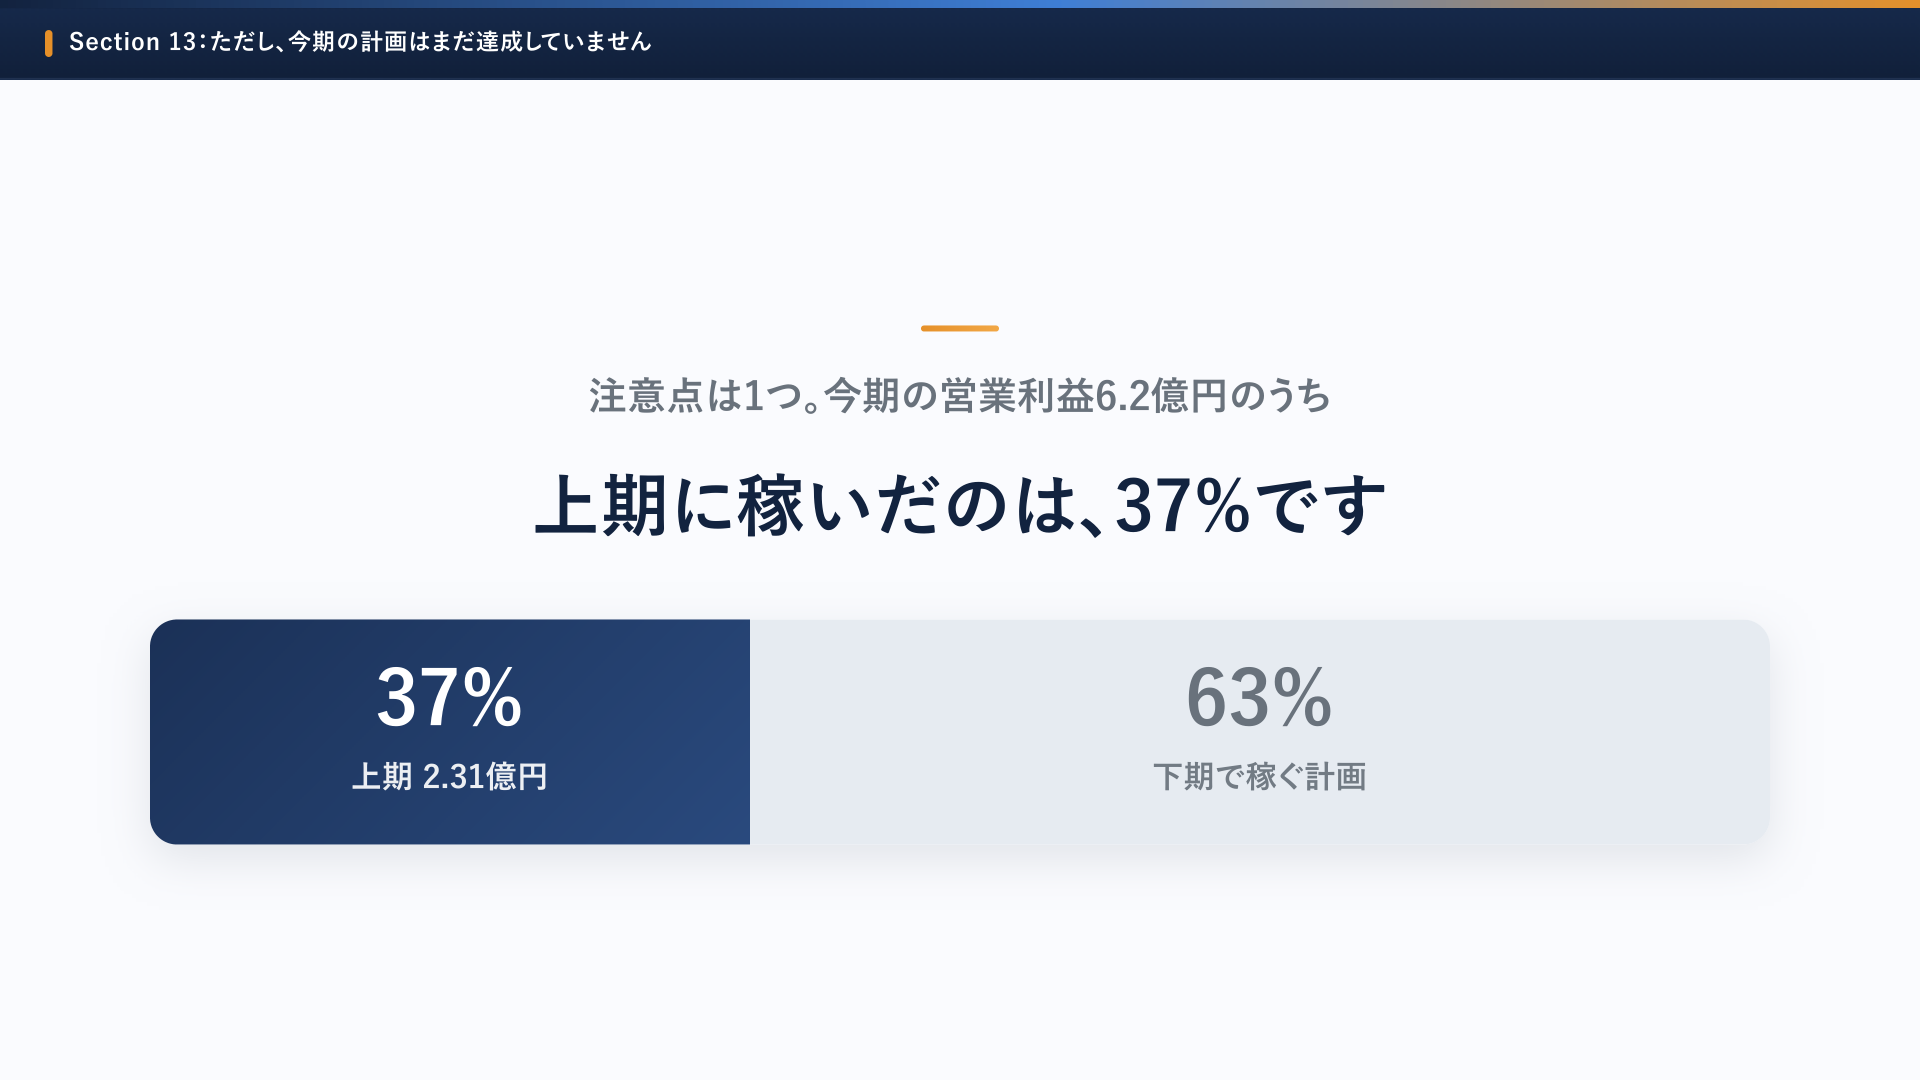 Section 13：ただし、今期の計画はまだ達成していません
注意点は1つ。今期の営業利益6.2億円のうち
上期に稼いだのは、37%です
37%
上期 2.31億円
63%
下期で稼ぐ計画